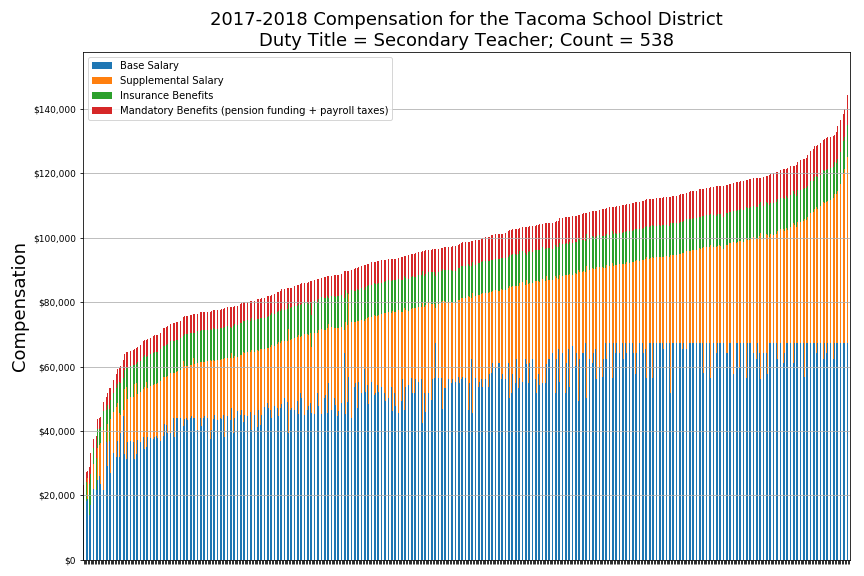 2017-2018 Compensation for the Tacoma School District
Duty Title = Secondary Teacher; Count = 538
Base Salary
Supplemental Salary
Insurance Benefits
Mandatory Benefits (pension funding + payroll taxes)
$140,000
$120,000
$100,000
$80,000
$60,000
$40,000
$20,000
$0
Compensation